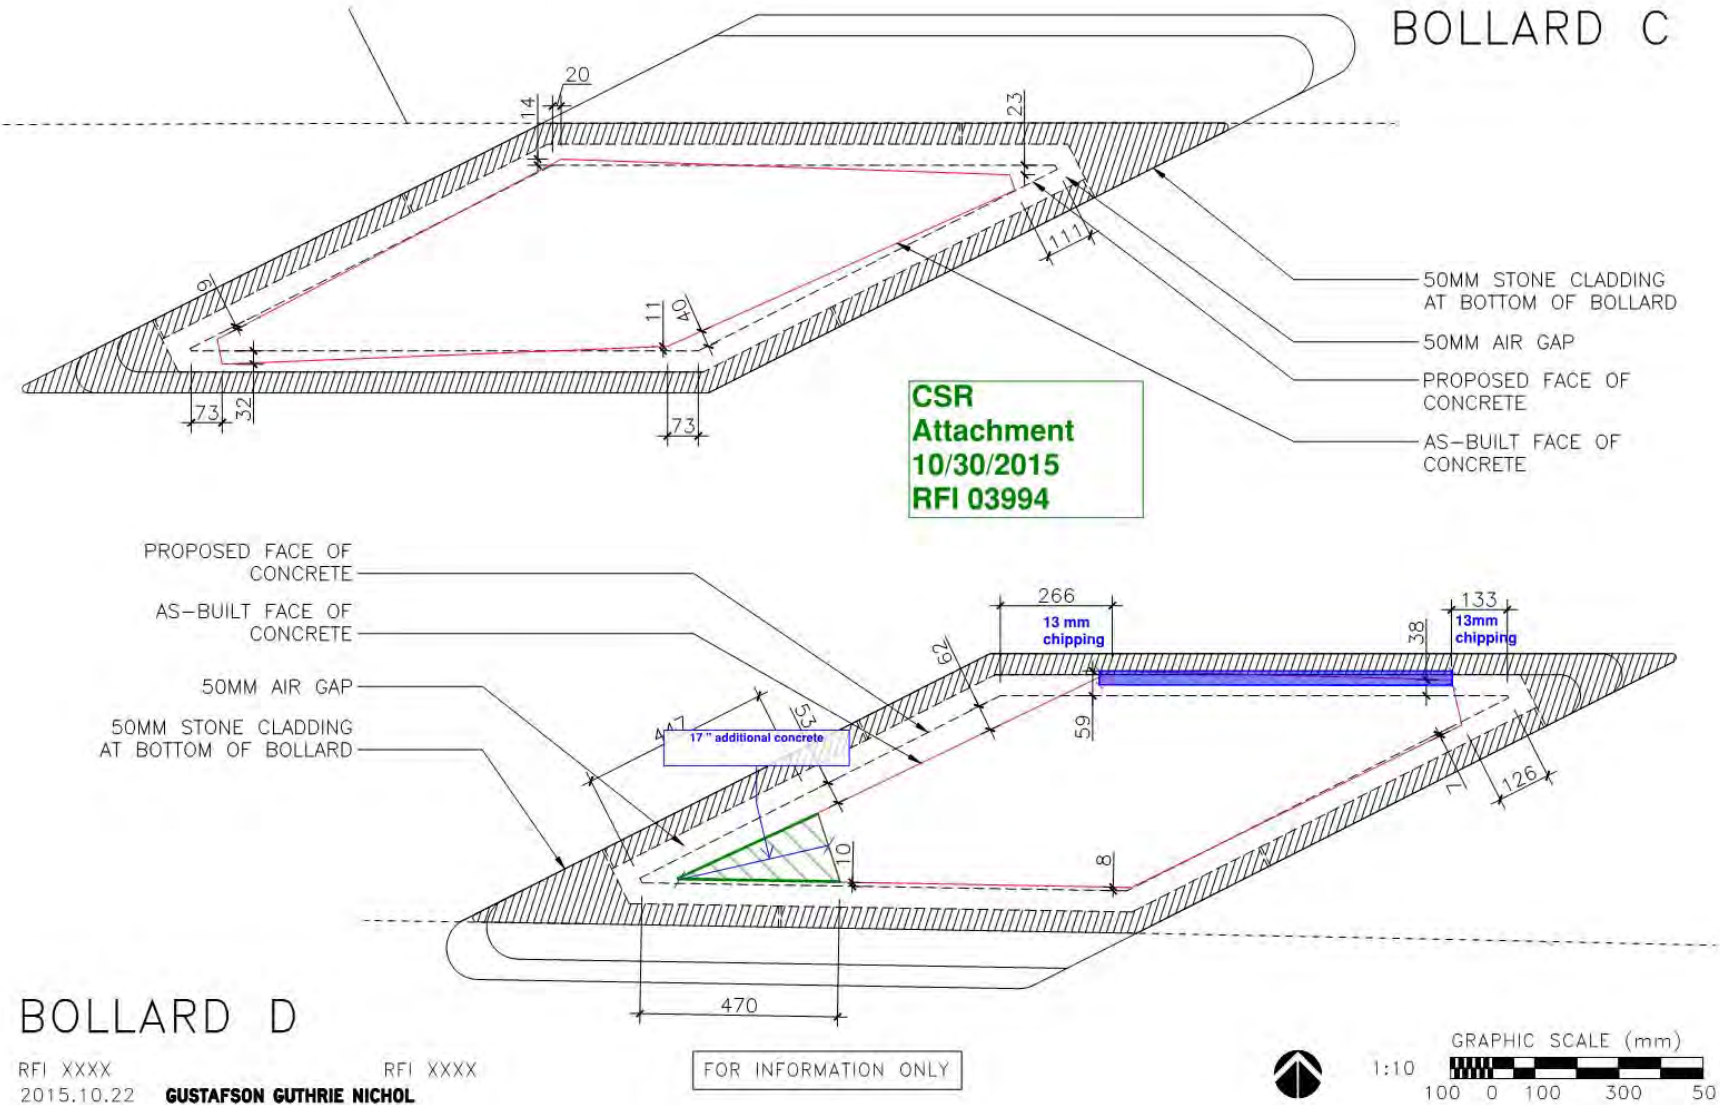 BOLLARD C
20
14
23
111
9
11
40
50MM STONE CLADDING
AT BOTTOM OF BOLLARD
50MM AIR GAP
PROPOSED FACE OF
CONCRETE
AS-BUILT FACE OF
CONCRETE
73
32
73
CSR
Attachment
10/30/2015
RFI 03994
PROPOSED FACE OF
CONCRETE
AS-BUILT FACE OF
CONCRETE
50MM AIR GAP
50MM STONE CLADDING
AT BOTTOM OF BOLLARD
266
13 mm
chipping
133
13mm
chipping
38
62
53
59
17 " additional concrete
7
126
10
8
470
BOLLARD D
RFI XXXX
RFI XXXX
2015.10.22
GUSTAFSON GUTHRIE NICHOL
FOR INFORMATION ONLY
GRAPHIC SCALE (mm)
1:10
100 0 100 300 50